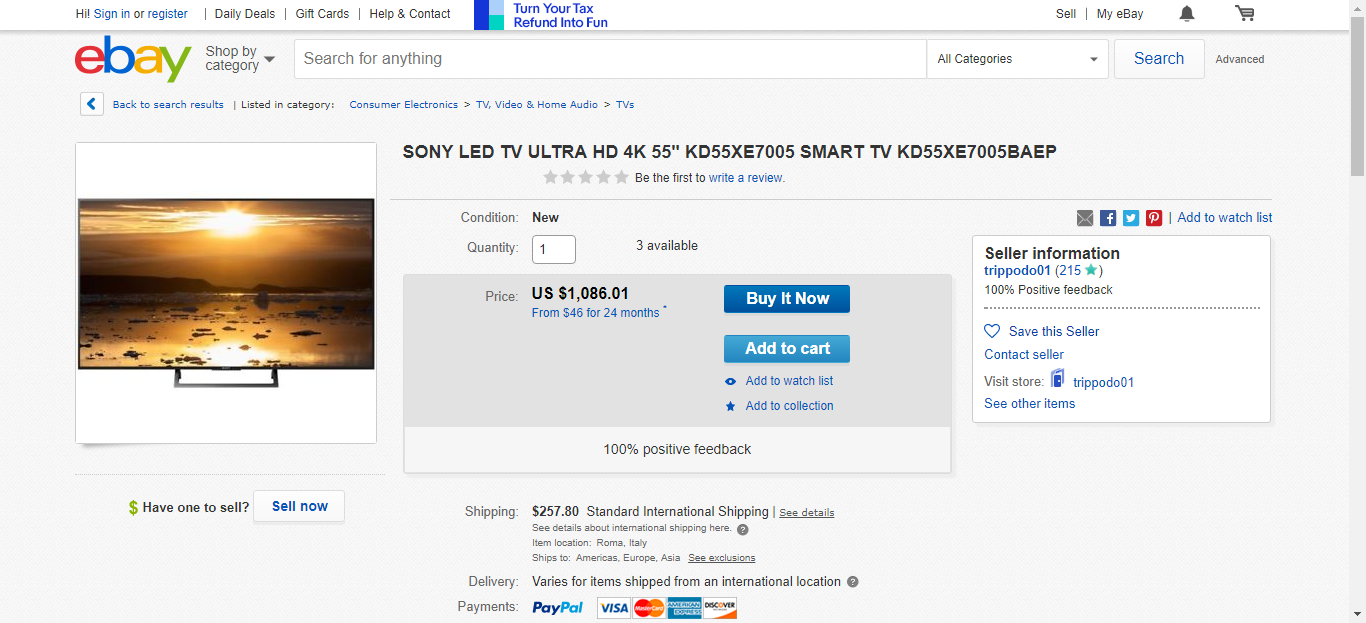 Hi! Sign in or register | Daily Deals | Gift Cards | Help & Contact
Turn Your Tax
Refund Into Fun
Sell | My eBay
ebay
Shop by
category
Search for anything
All Categories
Search
Advanced
Back to search results | Listed in category: Consumer Electronics > TV, Video & Home Audio > TVs
SONY LED TV ULTRA HD 4K 55" KD55XE7005 SMART TV KD55XE7005BAEP
Be the first to write a review.
Condition: New
Quantity: 1
3 available
| Add to watch list
Price: US $1,086.01
From $46 for 24 months *
Buy It Now
Add to cart
Add to watch list
Add to collection
100% positive feedback
Seller information
trippodo01 (215 ★)
100% Positive feedback
Save this Seller
Contact seller
Visit store: trippodo01
See other items
$ Have one to sell? Sell now
Shipping: $257.80 Standard International Shipping | See details
See details about international shipping here. ?
Item location: Roma, Italy
Ships to: Americas, Europe, Asia See exclusions
Delivery: Varies for items shipped from an international location ?
Payments: PayPal VISA MasterCard AMERICAN EXPRESS DISCOVER